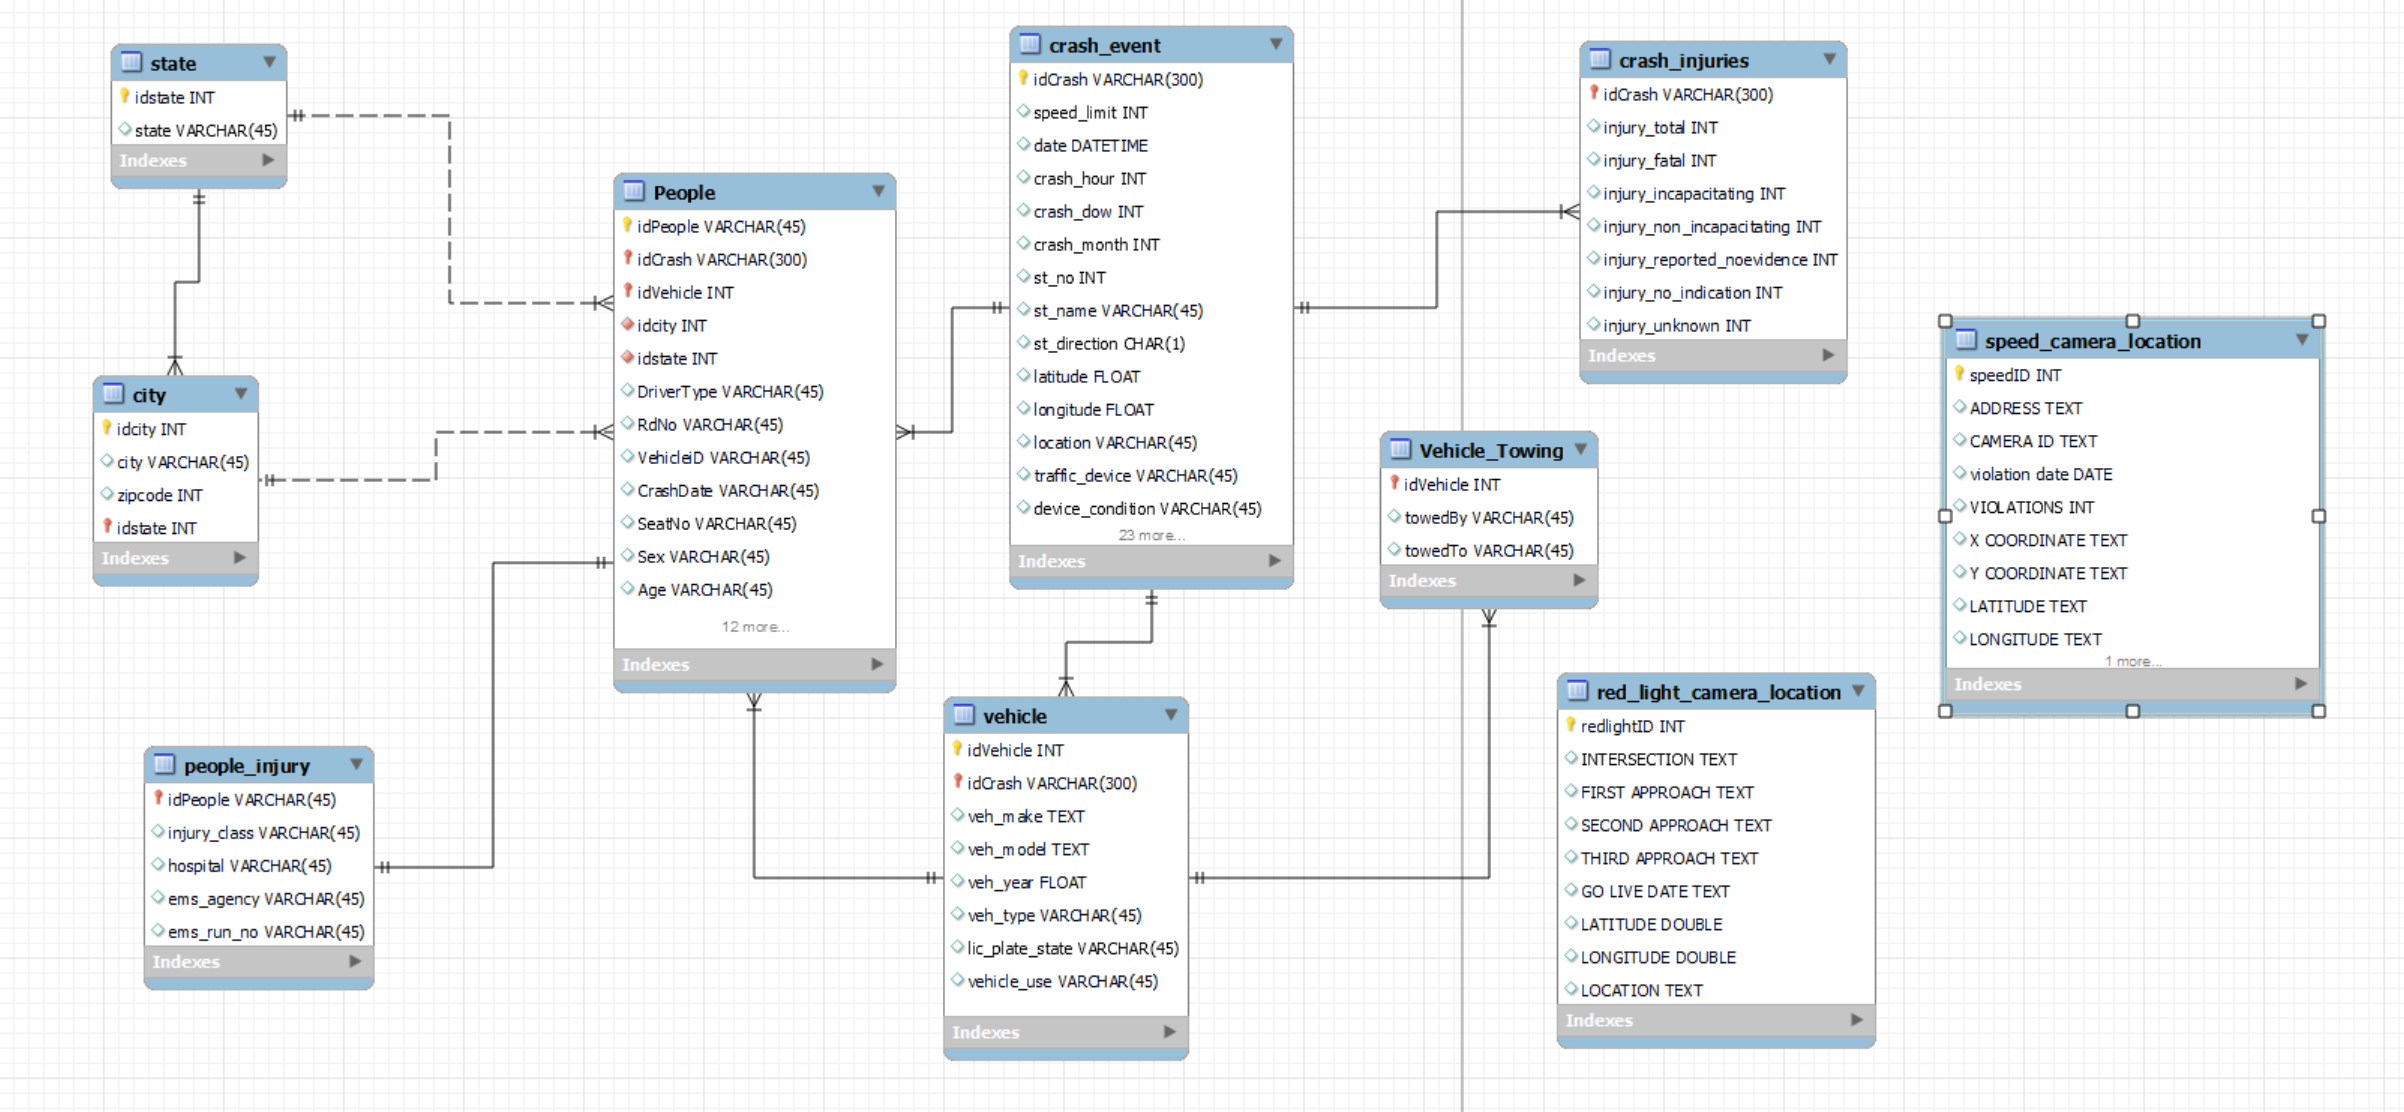 state
idstate INT
state VARCHAR(45)
Indexes
city
idcity INT
city VARCHAR(45)
zipcode INT
idstate INT
Indexes
people_injury
idPeople VARCHAR(45)
injury_class VARCHAR(45)
hospital VARCHAR(45)
ems_agency VARCHAR(45)
ems_run_no VARCHAR(45)
Indexes
People
idPeople VARCHAR(45)
idCrash VARCHAR(300)
idVehicle INT
idcity INT
idstate INT
DriverType VARCHAR(45)
RdNo VARCHAR(45)
VehicleiD VARCHAR(45)
CrashDate VARCHAR(45)
SeatNo VARCHAR(45)
Sex VARCHAR(45)
Age VARCHAR(45)
12 more...
Indexes
crash_event
idCrash VARCHAR(300)
speed_limit INT
date DATETIME
crash_hour INT
crash_dow INT
crash_month INT
st_no INT
st_name VARCHAR(45)
st_direction CHAR(1)
latitude FLOAT
longitude FLOAT
location VARCHAR(45)
traffic_device VARCHAR(45)
device_condition VARCHAR(45)
23 more...
Indexes
vehicle
idVehicle INT
idCrash VARCHAR(300)
veh_make TEXT
veh_model TEXT
veh_year FLOAT
veh_type VARCHAR(45)
lic_plate_state VARCHAR(45)
vehicle_use VARCHAR(45)
Indexes
crash_injuries
idCrash VARCHAR(300)
injury_total INT
injury_fatal INT
injury_incapacitating INT
injury_non_incapacitating INT
injury_reported_noevidence INT
injury_no_indication INT
injury_unknown INT
Indexes
Vehicle_Towing
idVehicle INT
towedBy VARCHAR(45)
towedTo VARCHAR(45)
Indexes
red_light_camera_location
redlightID INT
INTERSECTION TEXT
FIRST APPROACH TEXT
SECOND APPROACH TEXT
THIRD APPROACH TEXT
GO LIVE DATE TEXT
LATITUDE DOUBLE
LONGITUDE DOUBLE
LOCATION TEXT
Indexes
speed_camera_location
speedID INT
ADDRESS TEXT
CAMERA ID TEXT
violation date DATE
VIOLATIONS INT
X COORDINATE TEXT
Y COORDINATE TEXT
LATITUDE TEXT
LONGITUDE TEXT
1 more...
Indexes